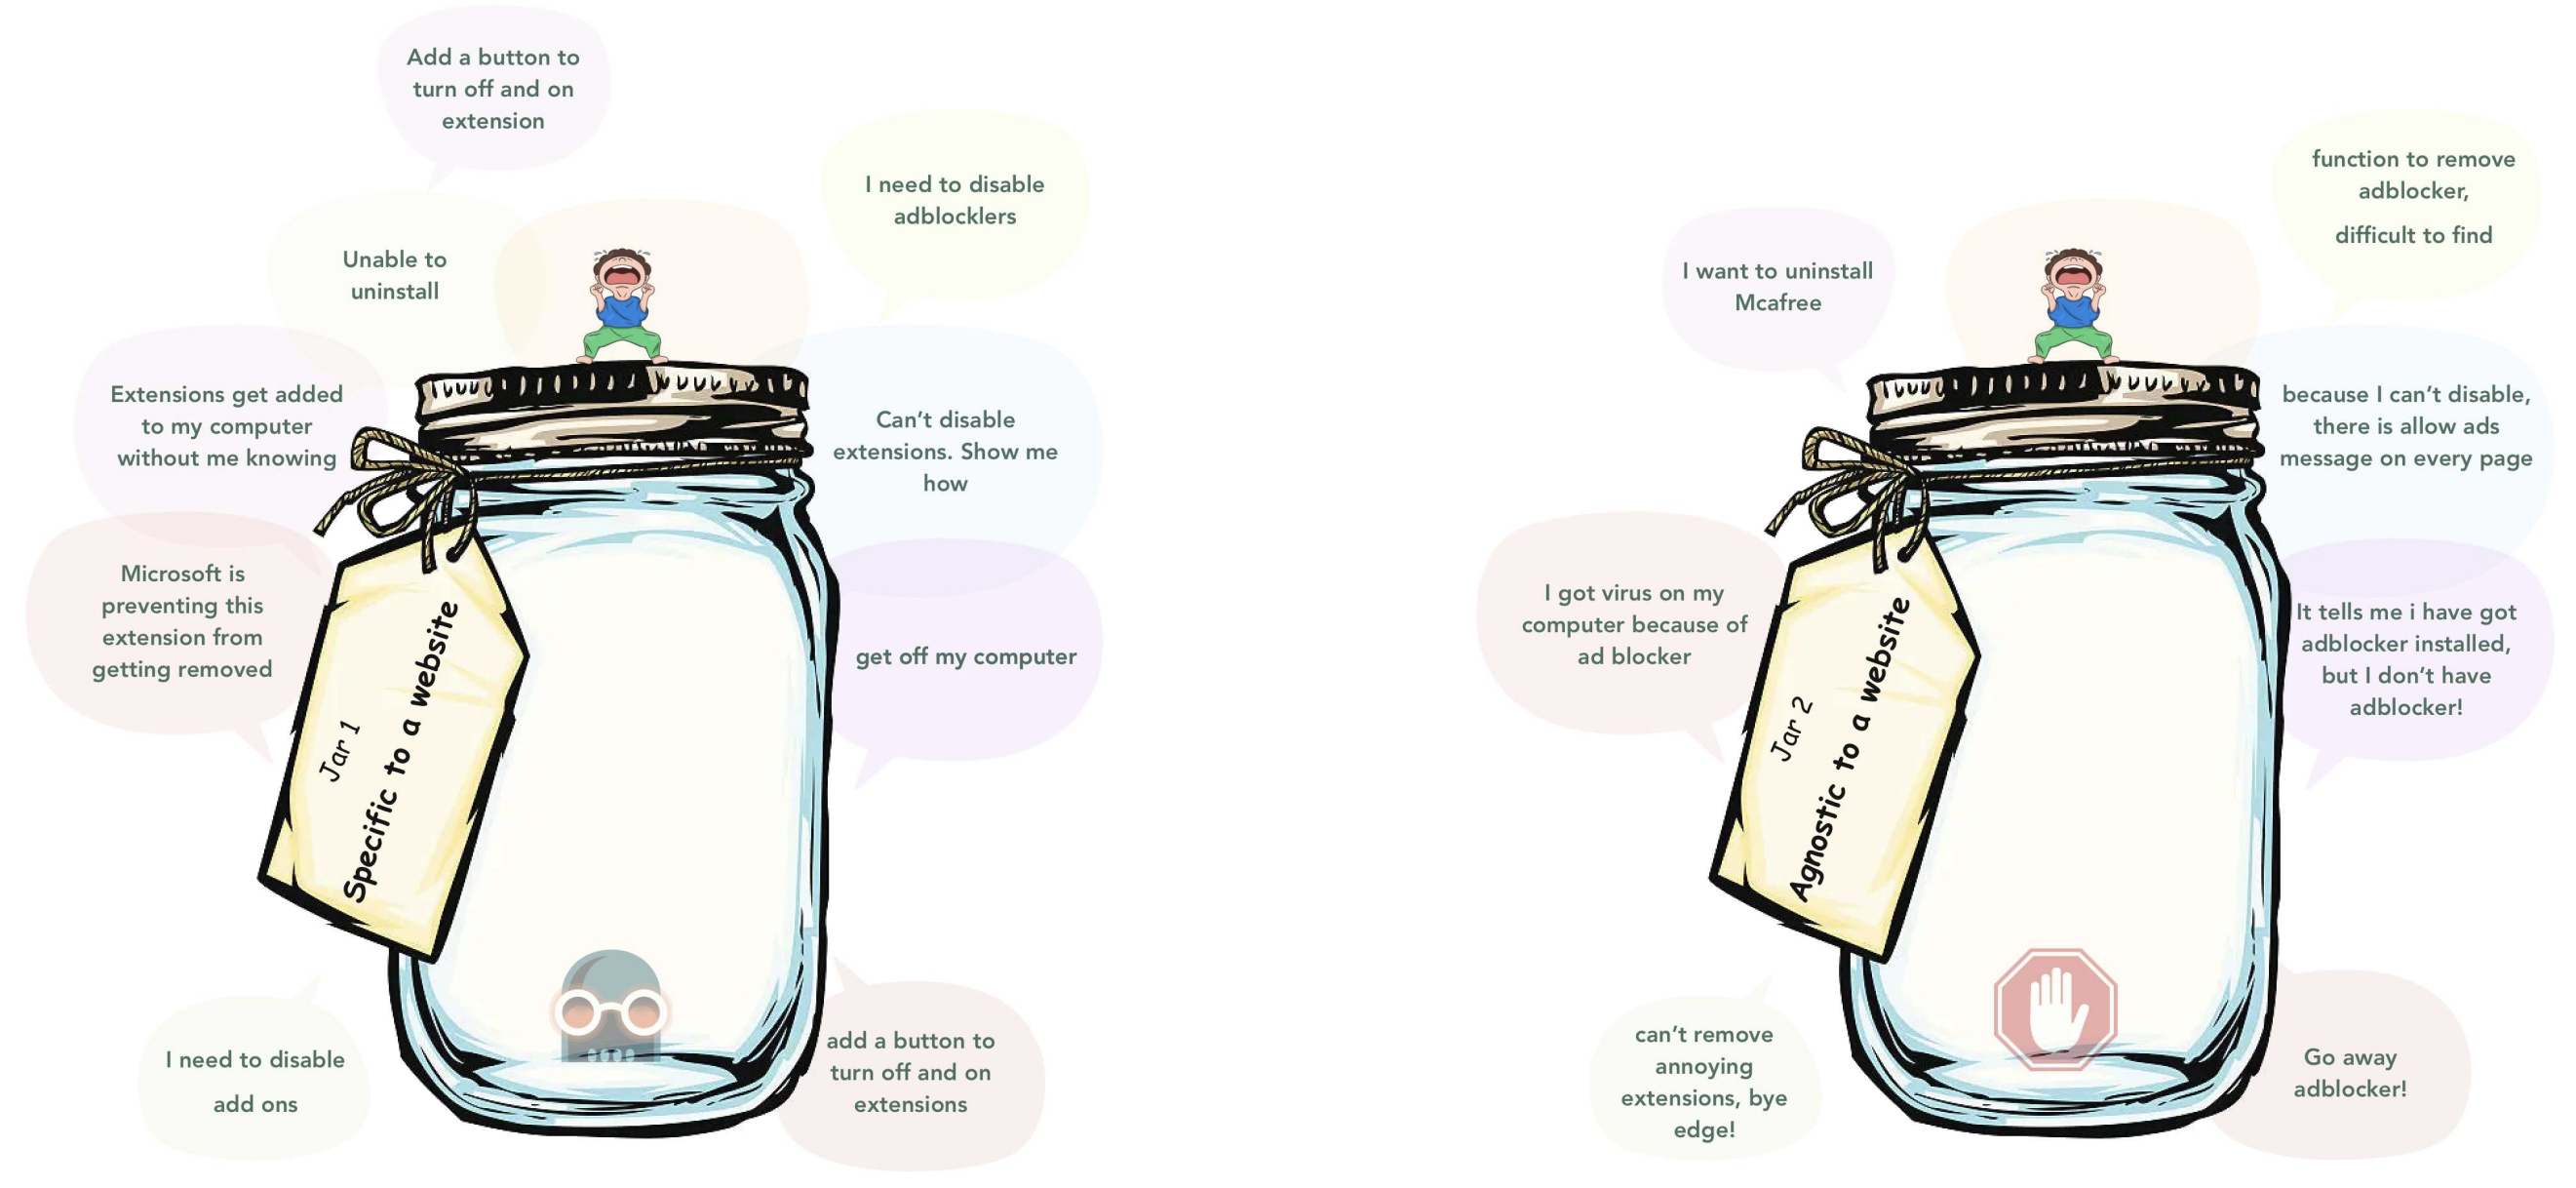 Add a button to
turn off and on
extension
I need to disable
adblocklers
Unable to
uninstall
Extensions get added
to my computer
without me knowing
Can’t disable
extensions. Show me
how
Microsoft is
preventing this
extension from
getting removed
get off my computer
Jar 1
Specific to a website
I need to disable
add ons
add a button to
turn off and on
extensions
function to remove
adblocker,
difficult to find
I want to uninstall
Mcafree
because I can’t disable,
there is allow ads
message on every page
I got virus on my
computer because of
ad blocker
It tells me i have got
adblocker installed,
but I don’t have
adblocker!
Jar 2
Agnostic to a website
can’t remove
annoying
extensions, bye
edge!
Go away
adblocker!